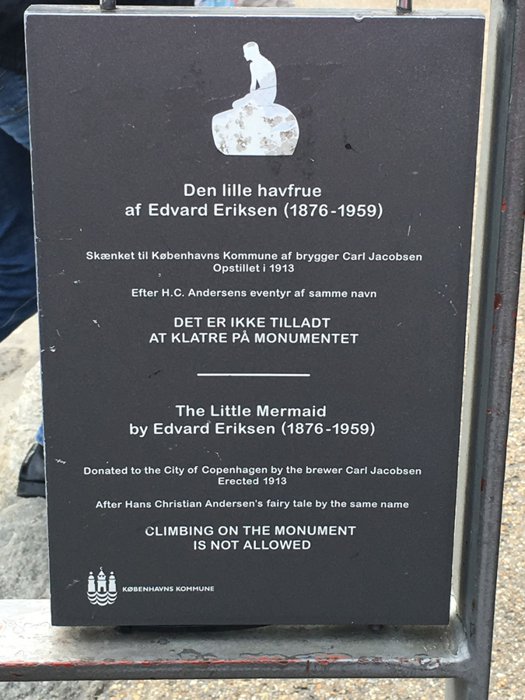 Den lille havfrue
af Edvard Eriksen (1876-1959)
Skænket til Københavns Kommune af brygger Carl Jacobsen
Opstillet i 1913
Efter H.C. Andersens eventyr af samme navn
DET ER IKKE TILLADT
AT KLATRE PÅ MONUMENTET
The Little Mermaid
by Edvard Eriksen (1876-1959)
Donated to the City of Copenhagen by the brewer Carl Jacobsen
Erected 1913
After Hans Christian Andersen's fairy tale by the same name
CLIMBING ON THE MONUMENT
IS NOT ALLOWED
KØBENHAVNS KOMMUNE